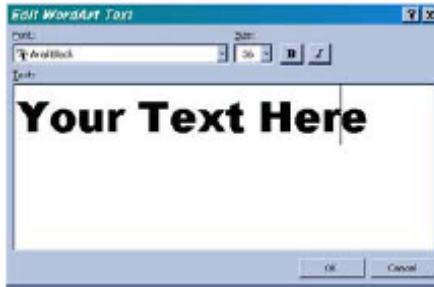 Edit WordArt Text
Font:
Size:
Arial Black
36
B
I
Text:
Your Text Here
OK
Cancel